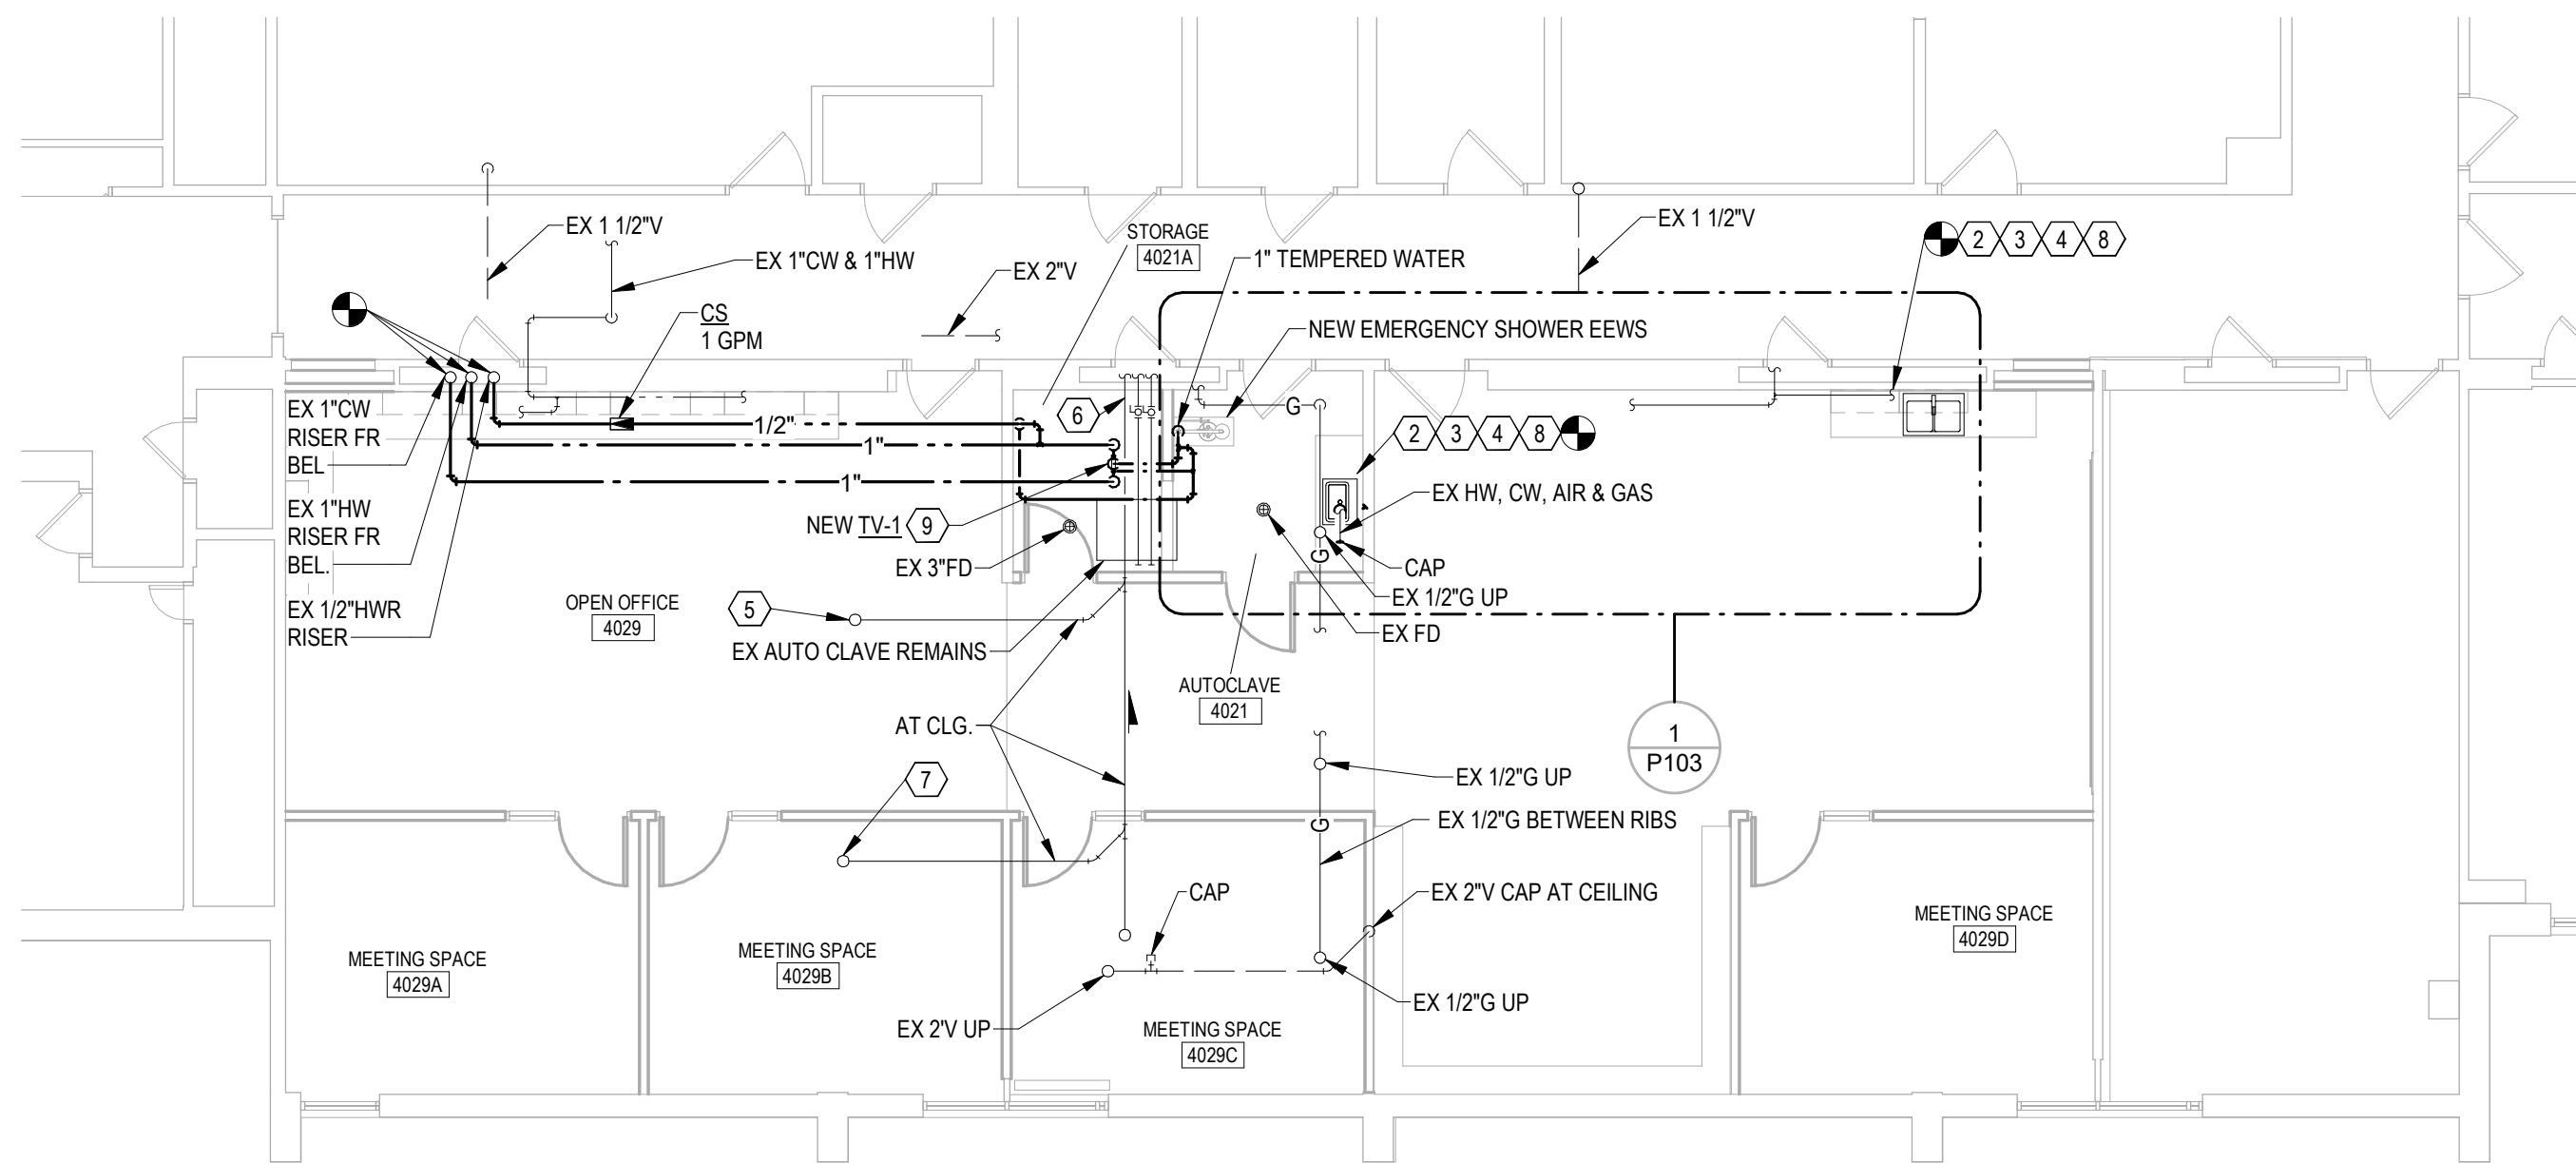 EX 1 1/2"V
EX 1"CW & 1"HW
EX 2"V
STORAGE
4021A
1" TEMPERED WATER
EX 1 1/2"V
2 3 4 8
CS
1 GPM
NEW EMERGENCY SHOWER EEWS
EX 1"CW
RISER FR
BEL
EX 1"HW
RISER FR
BEL.
EX 1/2"HWR
RISER
1/2"
1"
1"
6
G
2 3 4 8
EX HW, CW, AIR & GAS
NEW TV-1 9
EX 3"FD
G
CAP
EX 1/2"G UP
EX FD
OPEN OFFICE
4029
5
EX AUTO CLAVE REMAINS
AUTOCLAVE
4021
AT CLG.
1
P103
7
EX 1/2"G UP
EX 1/2"G BETWEEN RIBS
G
CAP
EX 2"V CAP AT CEILING
MEETING SPACE
4029A
MEETING SPACE
4029B
MEETING SPACE
4029D
EX 2'V UP
EX 1/2"G UP
MEETING SPACE
4029C